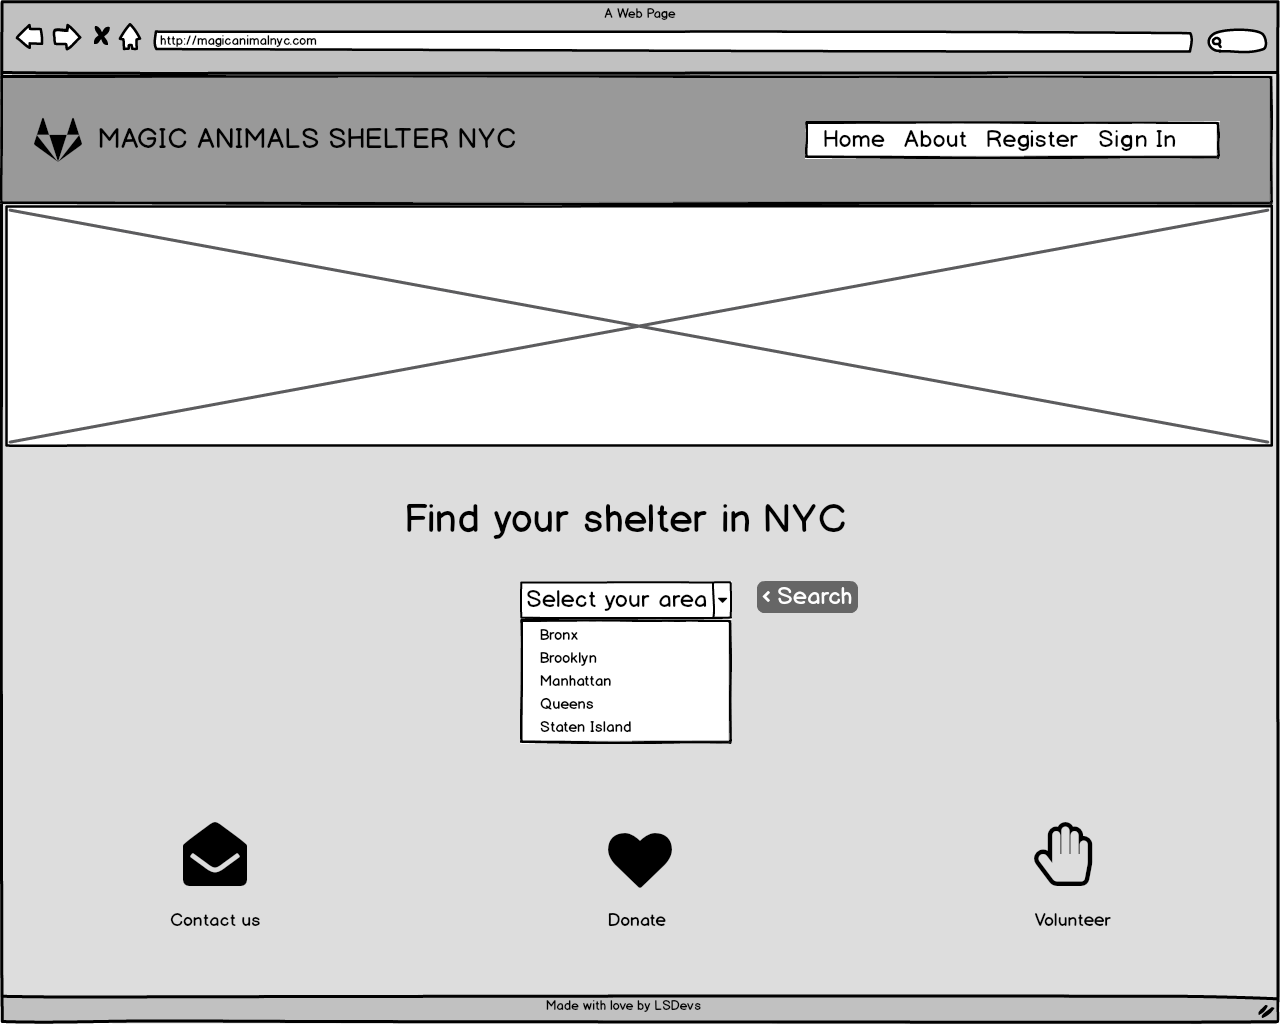 A Web Page
http://magicanimalnyc.com
MAGIC ANIMALS SHELTER NYC
Home About Register Sign In
Find your shelter in NYC
Select your area
Search
Bronx
Brooklyn
Manhattan
Queens
Staten Island
Contact us
Donate
Volunteer
Made with love by LSDevs